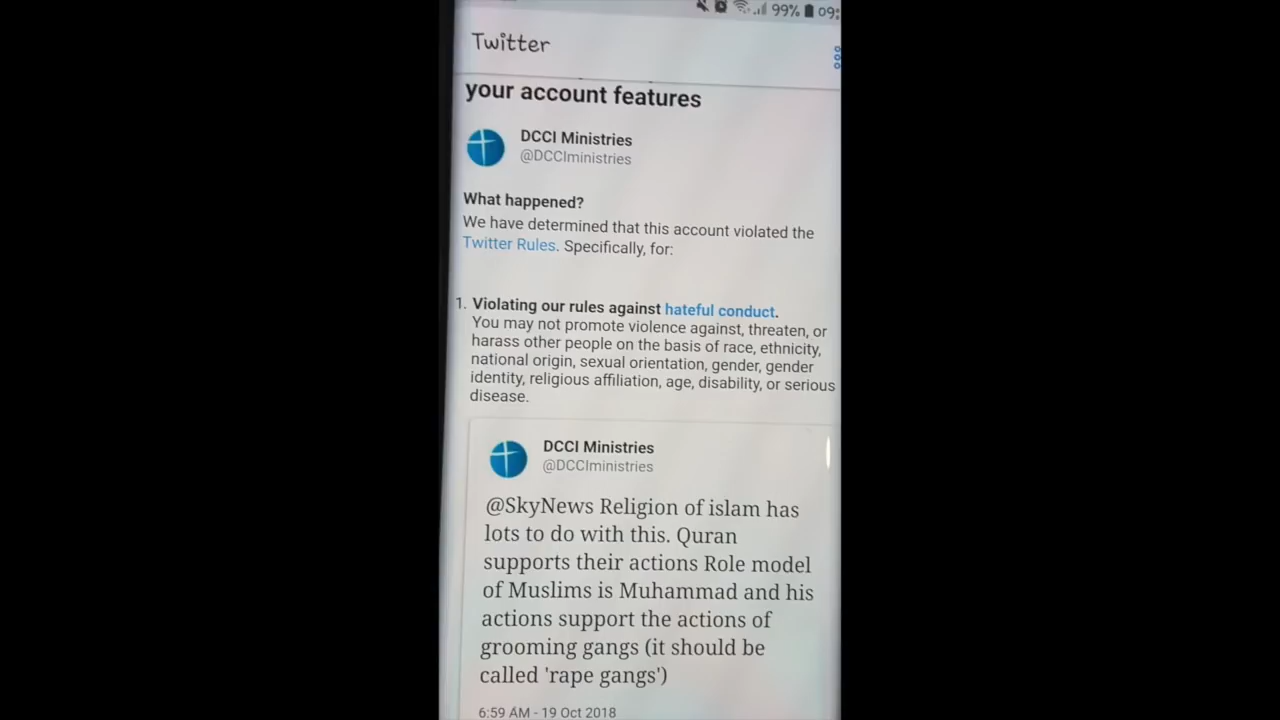 99% 09:
Twitter
your account features
DCCI Ministries
@DCCIministries
What happened?
We have determined that this account violated the
Twitter Rules. Specifically, for:
1. Violating our rules against hateful conduct.
You may not promote violence against, threaten, or
harass other people on the basis of race, ethnicity,
national origin, sexual orientation, gender, gender
identity, religious affiliation, age, disability, or serious
disease.
DCCI Ministries
@DCCIministries
@SkyNews Religion of islam has
lots to do with this. Quran
supports their actions Role model
of Muslims is Muhammad and his
actions support the actions of
grooming gangs (it should be
called 'rape gangs')
6:59 AM - 19 Oct 2018